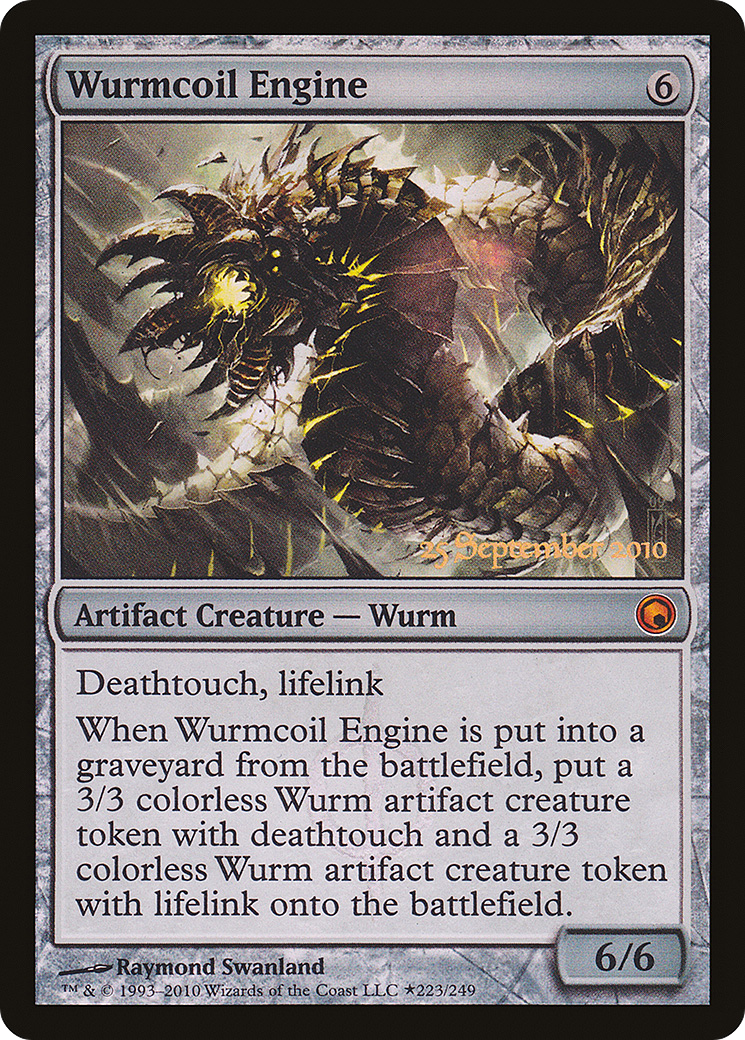 Wurmcoil Engine 6
25 September 2010
Artifact Creature — Wurm
Deathtouch, lifelink
When Wurmcoil Engine is put into a
graveyard from the battlefield, put a
3/3 colorless Wurm artifact creature
token with deathtouch and a 3/3
colorless Wurm artifact creature token
with lifelink onto the battlefield.
6/6
Raymond Swanland
™ & © 1993–2010 Wizards of the Coast LLC ★223/249